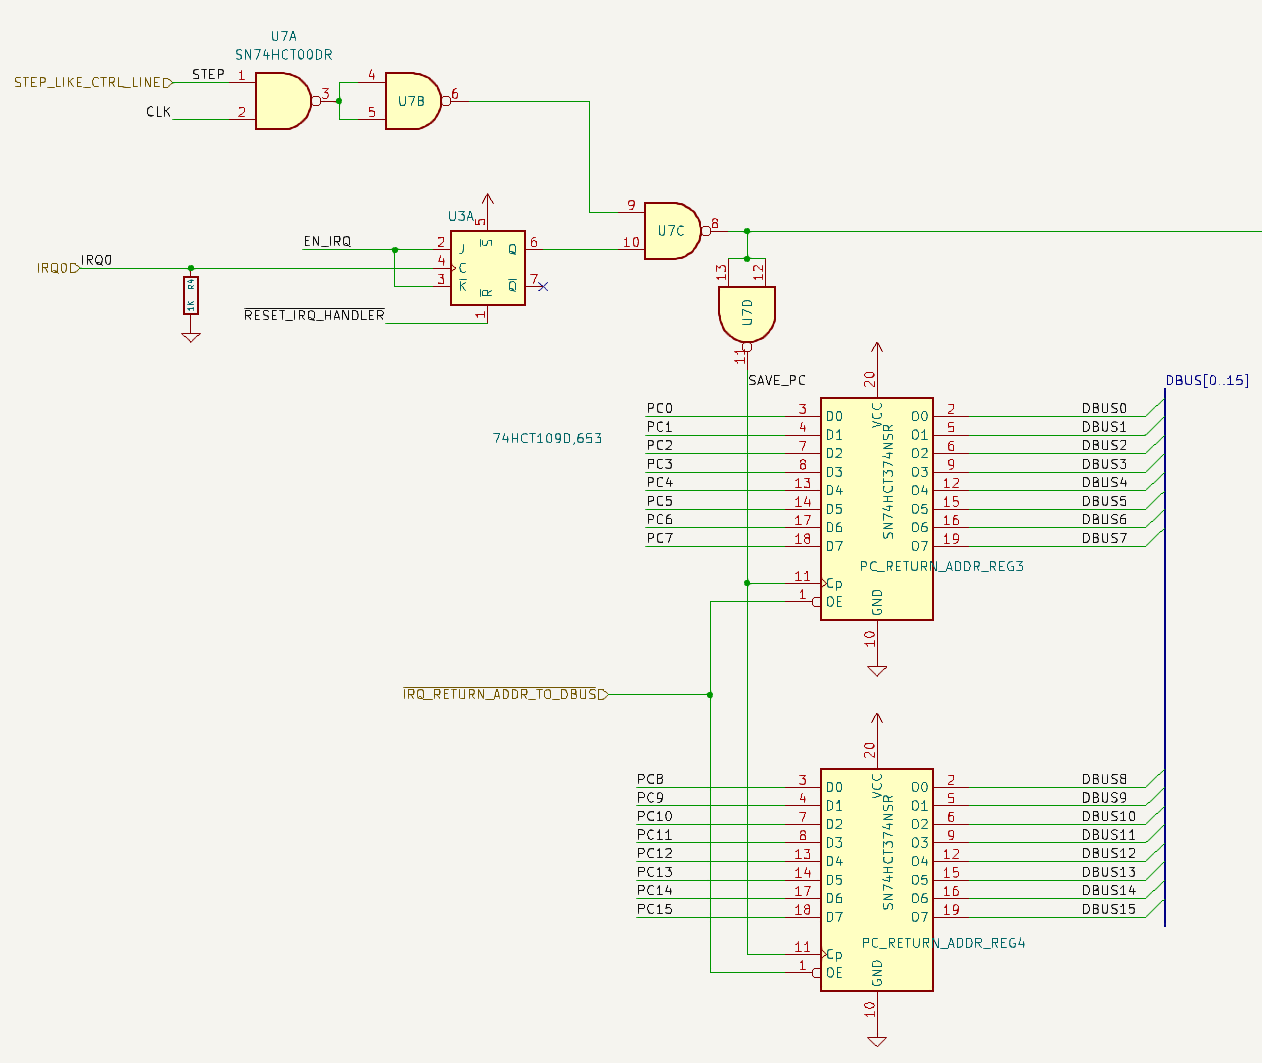 U7A
SN74HCT00DR
STEP_LIKE_CTRL_LINE
STEP
1
2
3
CLK
4
5
U7B
6
U3A
5
EN_IRQ
2
J
S
Q
6
IRQ0
IRQ0
4
C
3
K
R
Q
7
1K
R4
RESET_IRQ_HANDLER
1
9
10
U7C
8
13
12
U7D
11
SAVE_PC
20
DBUS[0..15]
74HCT109D,653
PC0 3 D0 VCC O0 2 DBUS0
PC1 4 D1 O1 5 DBUS1
PC2 7 D2 O2 6 DBUS2
PC3 8 D3 O3 9 DBUS3
PC4 13 D4 O4 12 DBUS4
PC5 14 D5 O5 15 DBUS5
PC6 17 D6 O6 16 DBUS6
PC7 18 D7 O7 19 DBUS7
SN74HCT374NSR
PC_RETURN_ADDR_REG3
11 Cp
1 OE
GND
10
IRQ_RETURN_ADDR_TO_DBUS
20
PC8 3 D0 VCC O0 2 DBUS8
PC9 4 D1 O1 5 DBUS9
PC10 7 D2 O2 6 DBUS10
PC11 8 D3 O3 9 DBUS11
PC12 13 D4 O4 12 DBUS12
PC13 14 D5 O5 15 DBUS13
PC14 17 D6 O6 16 DBUS14
PC15 18 D7 O7 19 DBUS15
SN74HCT374NSR
PC_RETURN_ADDR_REG4
11 Cp
1 OE
GND
10